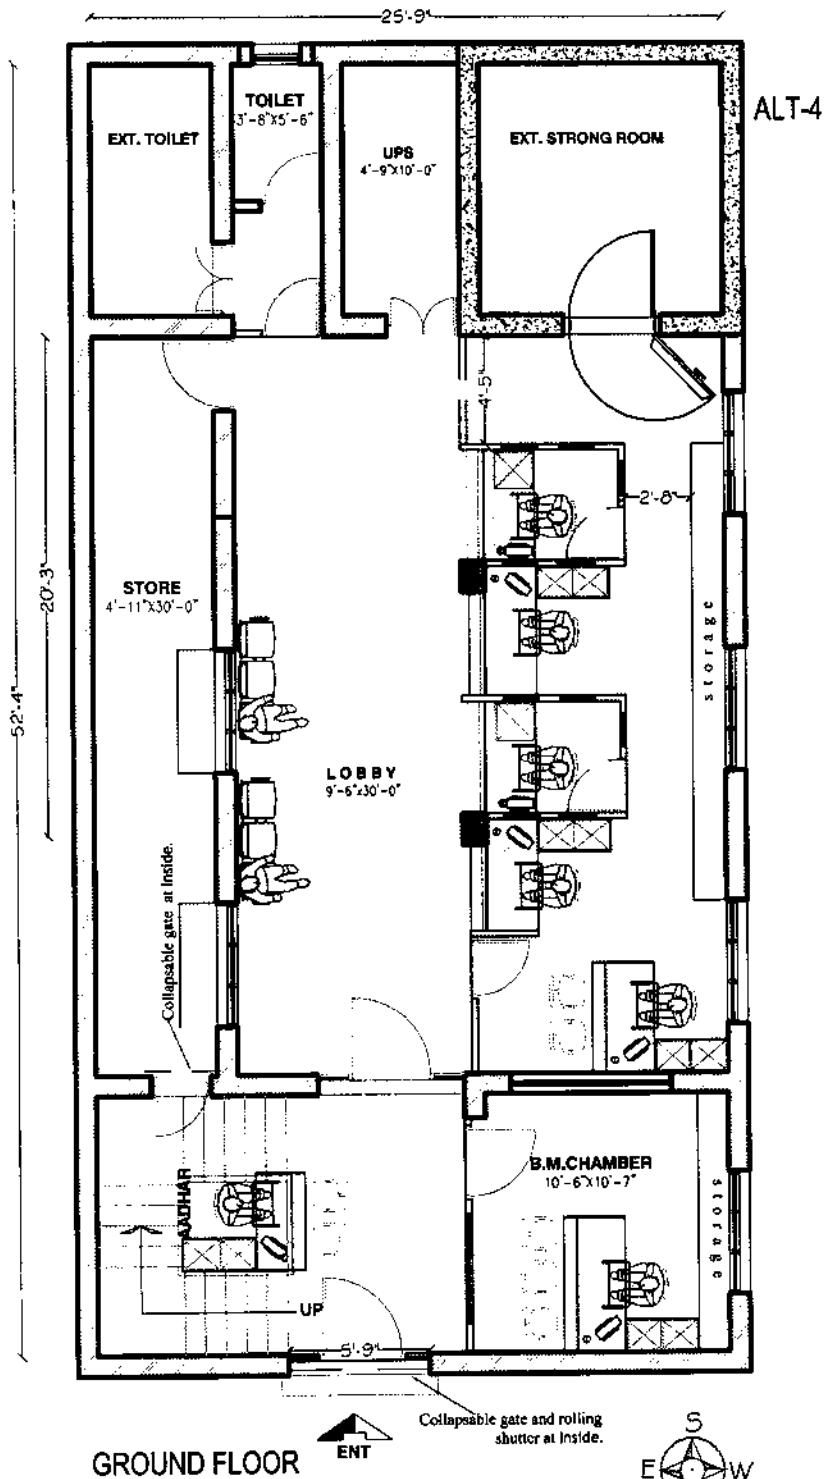 25'-9"
ALT-4
EXT. TOILET
TOILET
3'-8"X5'-6"
UPS
4'-9"X10'-0"
EXT. STRONG ROOM
4'-5"
2'-8"
52'-4"
20'-3"
STORE
4'-11"X30'-0"
storage
LOBBY
9'-6"x30'-0"
Collapsable gate at Inside.
AADHAR
B.M.CHAMBER
10'-6"X10'-7"
storage
UP
5'-9"
Collapsable gate and rolling
shutter at Inside.
ENT
GROUND FLOOR
S
E
W